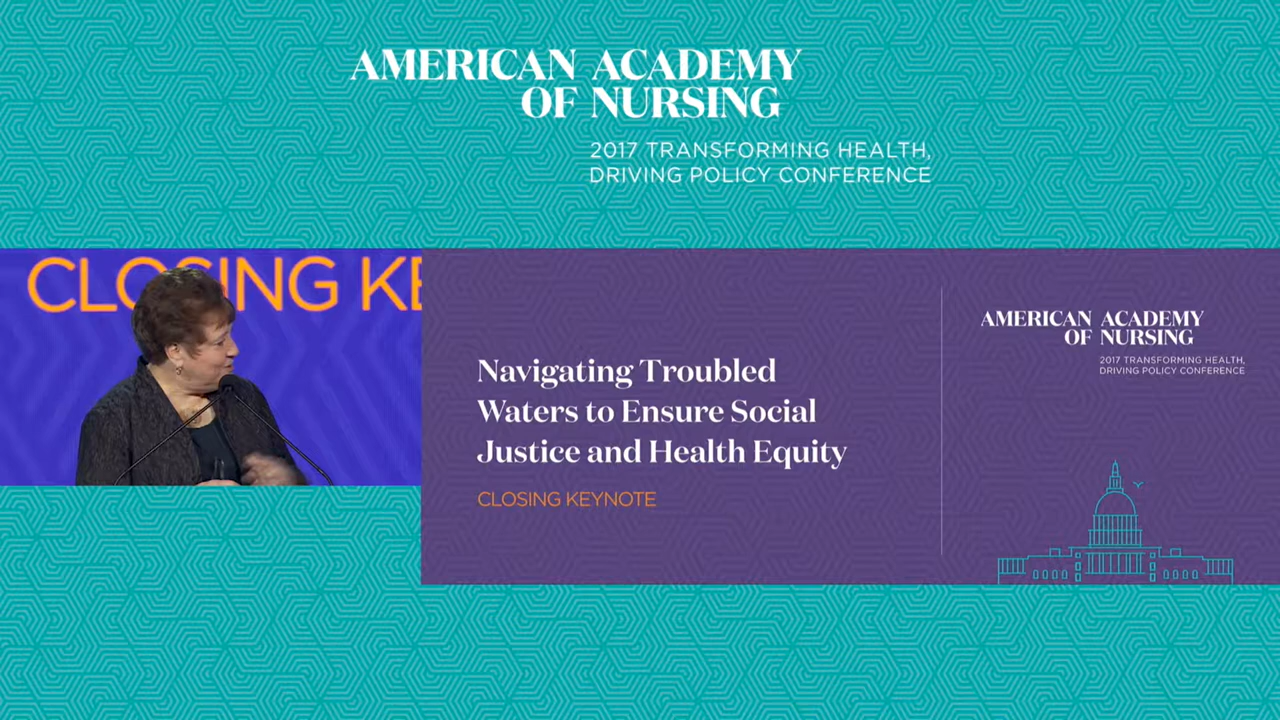 AMERICAN ACADEMY
OF NURSING
2017 TRANSFORMING HEALTH,
DRIVING POLICY CONFERENCE
CLOSING KE
Navigating Troubled
Waters to Ensure Social
Justice and Health Equity
CLOSING KEYNOTE
AMERICAN ACADEMY
OF NURSING
2017 TRANSFORMING HEALTH,
DRIVING POLICY CONFERENCE